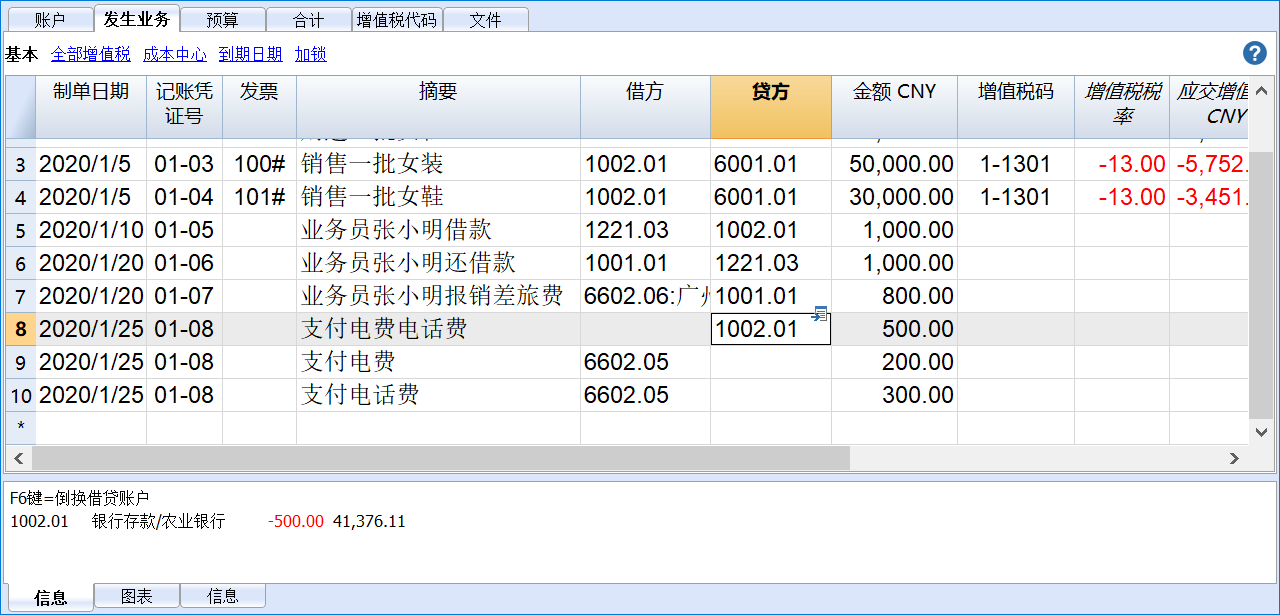 账户 发生业务 预算 合计 增值税代码 文件
基本 全部增值税 成本中心 到期日期 加锁 ?
制单日期 记账凭证号 发票 摘要 借方 贷方 金额 CNY 增值税码 增值税税率 应交增值 CNY
3 2020/1/5 01-03 100# 销售一批女装 1002.01 6001.01 50,000.00 1-1301 -13.00 -5,752.
4 2020/1/5 01-04 101# 销售一批女鞋 1002.01 6001.01 30,000.00 1-1301 -13.00 -3,451.
5 2020/1/10 01-05 业务员张小明借款 1221.03 1002.01 1,000.00
6 2020/1/20 01-06 业务员张小明还借款 1001.01 1221.03 1,000.00
7 2020/1/20 01-07 业务员张小明报销差旅费 6602.06:广州 1001.01 800.00
8 2020/1/25 01-08 支付电费电话费 1002.01 500.00
9 2020/1/25 01-08 支付电费 6602.05 200.00
10 2020/1/25 01-08 支付电话费 6602.05 300.00
*
F6键=倒换借贷账户
1002.01 银行存款/农业银行 -500.00 41,376.11
信息 图表 信息